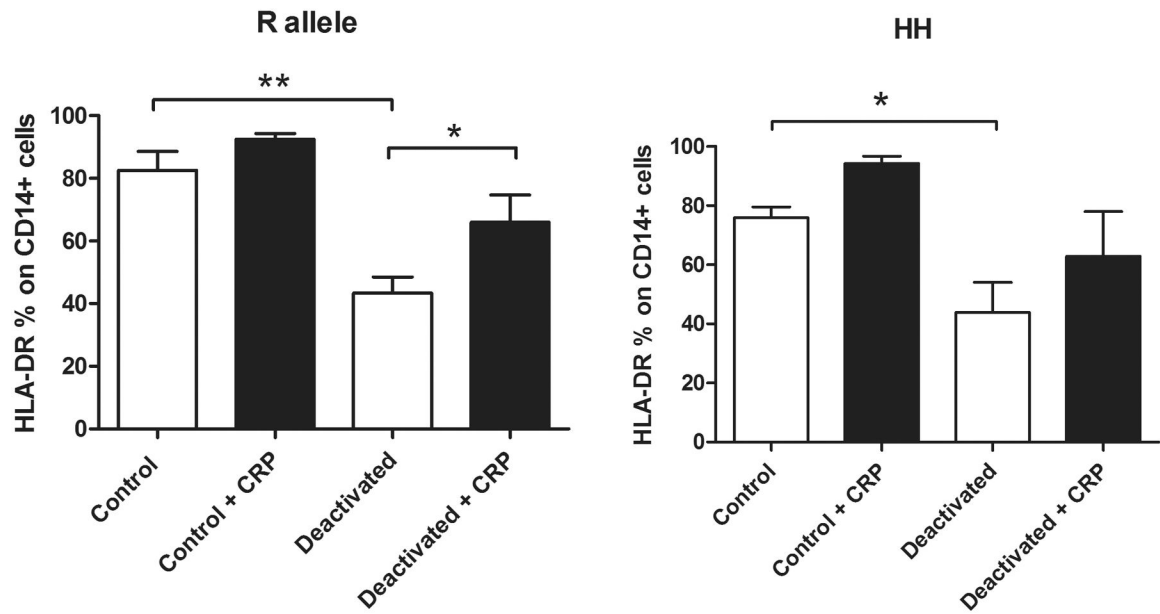 R allele
**
*
HLA-DR % on CD14+ cells
100
80
60
40
20
0
Control
Control + CRP
Deactivated
Deactivated + CRP
HH
*
HLA-DR % on CD14+ cells
100
80
60
40
20
0
Control
Control + CRP
Deactivated
Deactivated + CRP